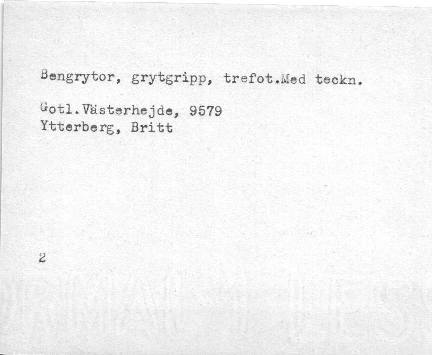 Bengrytor, grytgripp, trefot.Med teckn.
Gotl.Västerhejde, 9579
Ytterberg, Britt
2